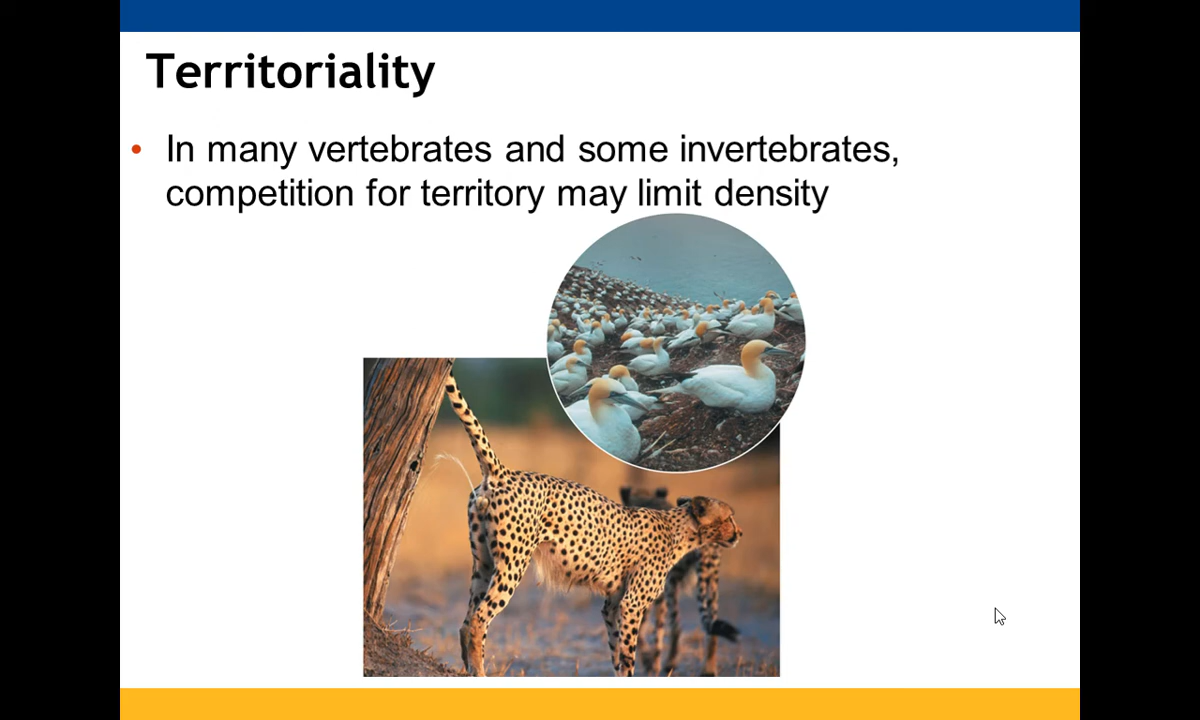 Territoriality
• In many vertebrates and some invertebrates,
competition for territory may limit density